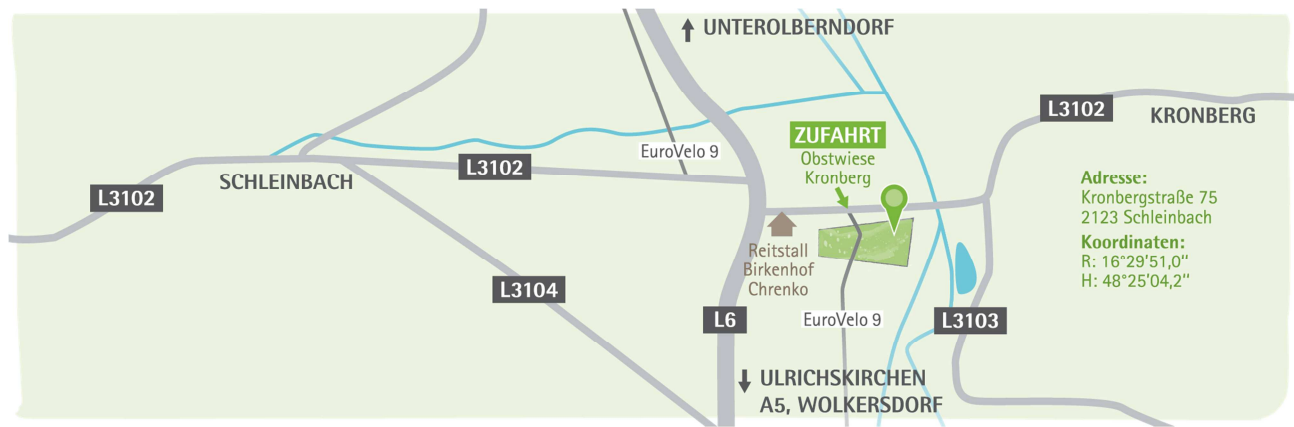 UNTEROLBERNDORF
L3102
KRONBERG
ZUFAHRT
Obstwiese
Kronberg
EuroVelo 9
L3102
SCHLEINBACH
L3102
Adresse:
Kronbergstraße 75
2123 Schleinbach
Koordinaten:
R: 16°29'51,0"
H: 48°25'04,2"
Reitstall
Birkenhof
Chrenko
L3104
L6
EuroVelo 9
L3103
ULRICHSKIRCHEN
A5, WOLKERSDORF